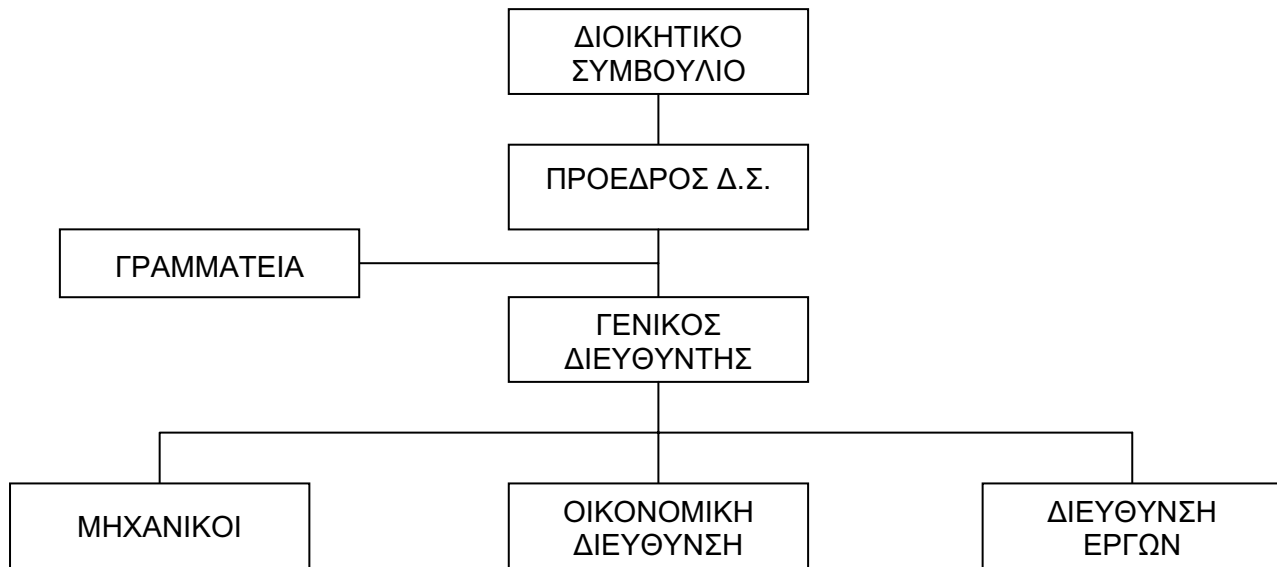 ΔΙΟΙΚΗΤΙΚΟ
ΣΥΜΒΟΥΛΙΟ
ΠΡΟΕΔΡΟΣ Δ.Σ.
ΓΡΑΜΜΑΤΕΙΑ
ΓΕΝΙΚΟΣ
ΔΙΕΥΘΥΝΤΗΣ
ΜΗΧΑΝΙΚΟΙ
ΟΙΚΟΝΟΜΙΚΗ
ΔΙΕΥΘΥΝΣΗ
ΔΙΕΥΘΥΝΣΗ
ΕΡΓΩΝ